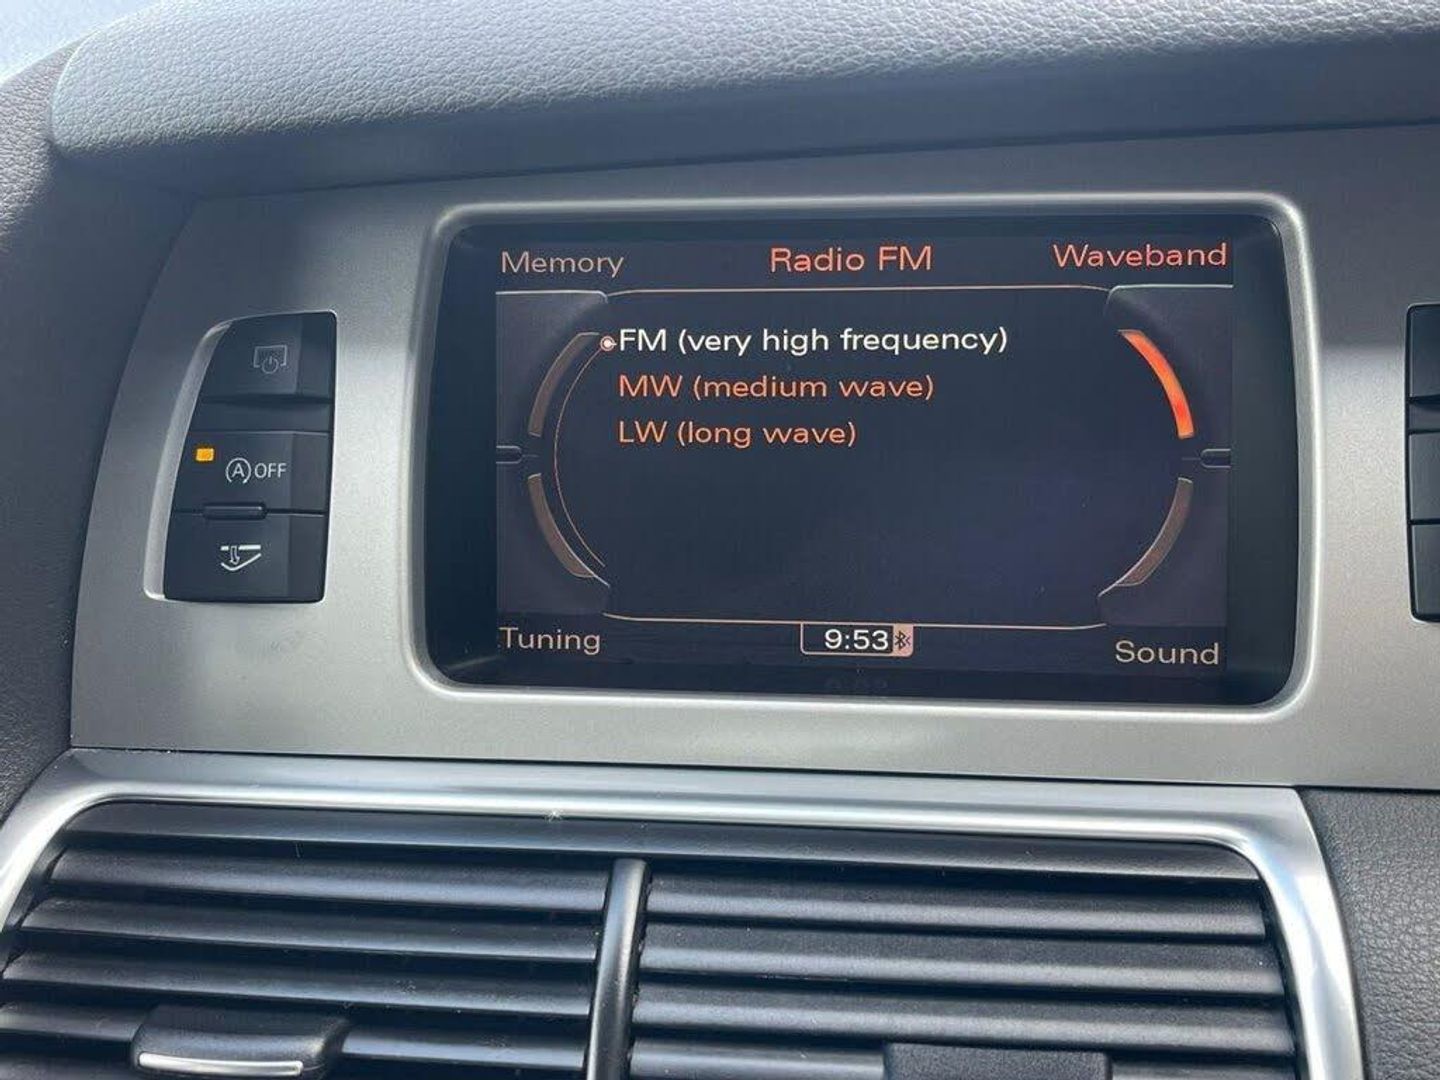 Memory
Radio FM
Waveband
FM (very high frequency)
MW (medium wave)
LW (long wave)
A OFF
Tuning
9:53
Sound